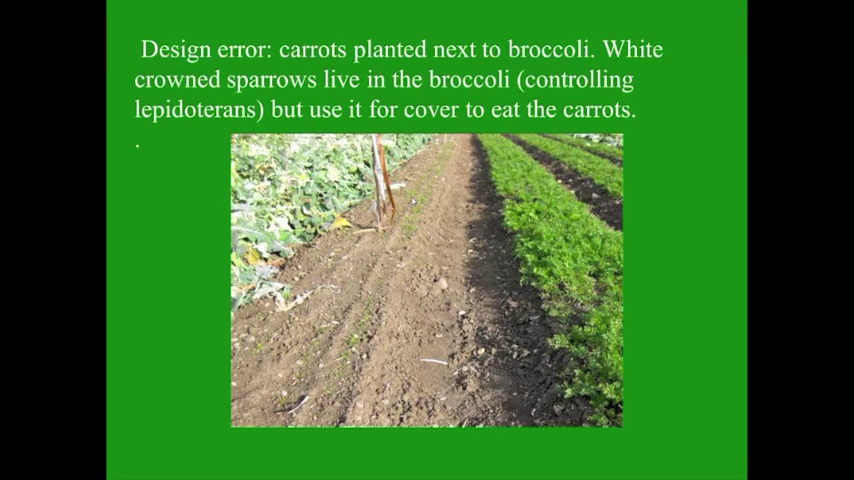 Design error: carrots planted next to broccoli. White
crowned sparrows live in the broccoli (controlling
lepidoterans) but use it for cover to eat the carrots.
.